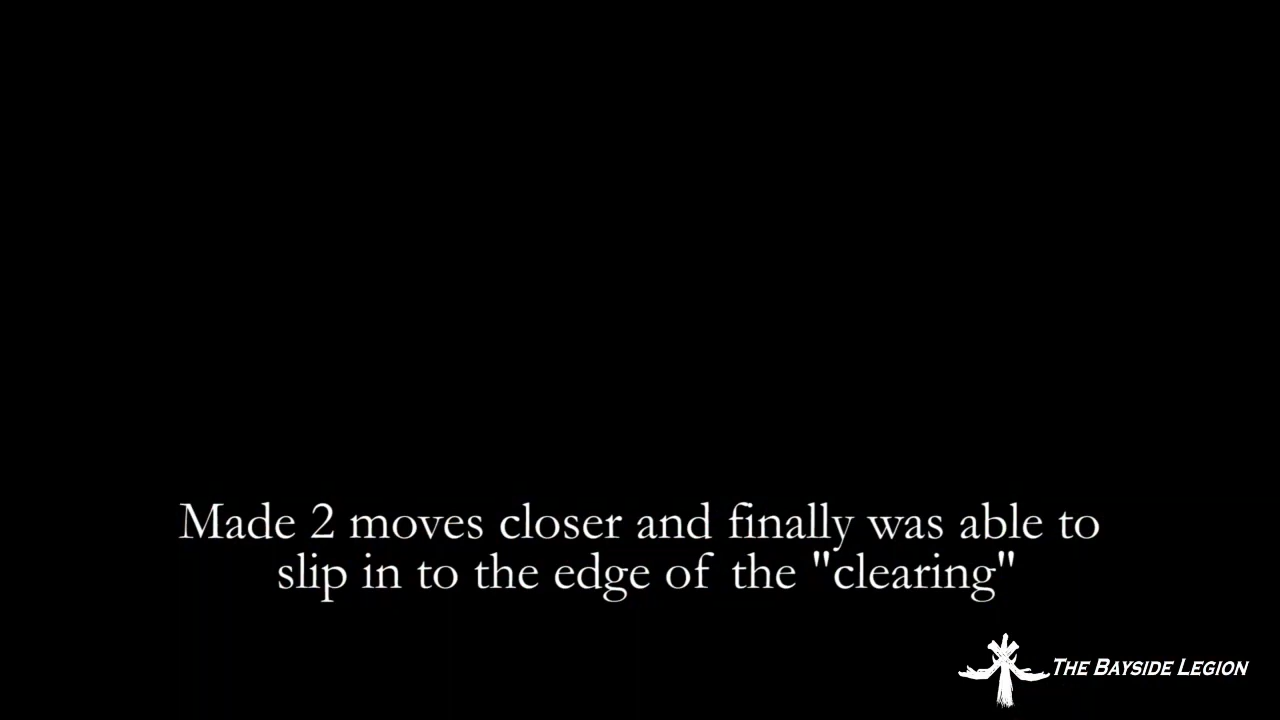 Made 2 moves closer and finally was able to
slip in to the edge of the "clearing"
THE BAYSIDE LEGION